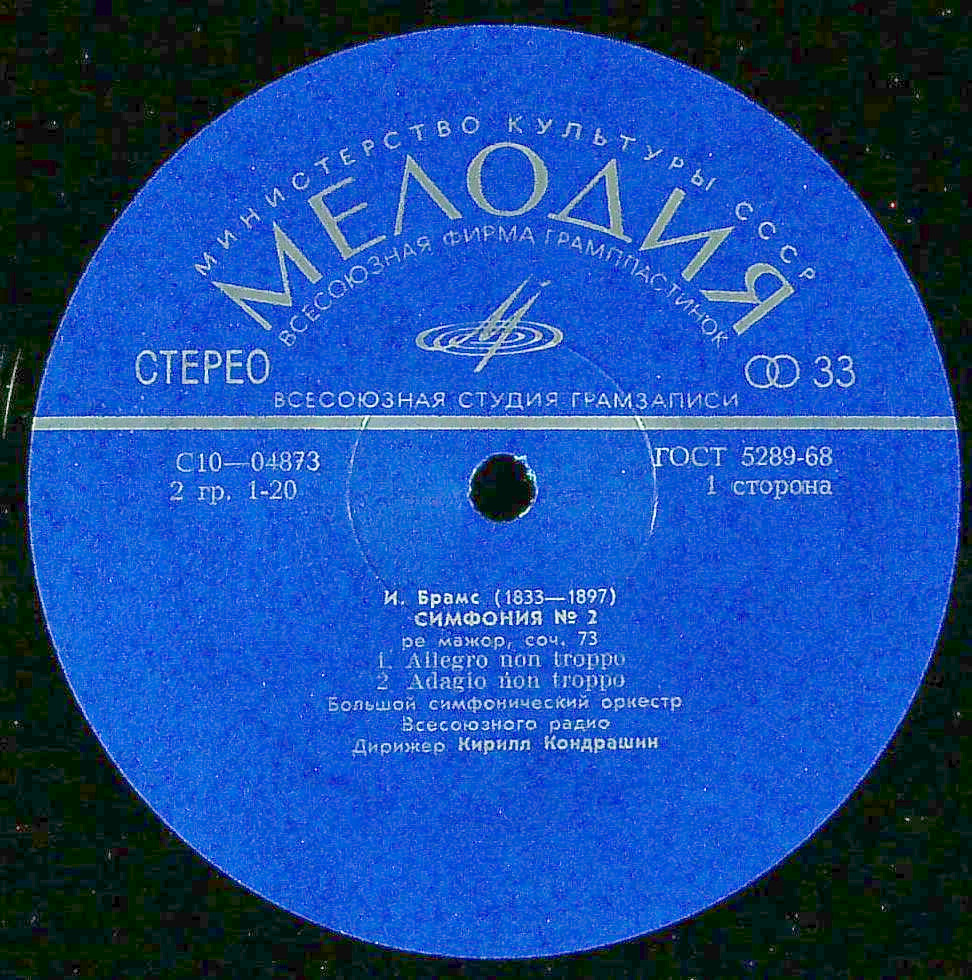 МИНИСТЕРСТВО КУЛЬТУРЫ СССР
МЕЛОДИЯ
ВСЕСОЮЗНАЯ ФИРМА ГРАМПЛАСТИНОК
СТЕРЕО
33
ВСЕСОЮЗНАЯ СТУДИЯ ГРАМЗАПИСИ
С10—04873
2 гр. 1-20
ГОСТ 5289-68
1 сторона
И. Брамс (1833—1897)
СИМФОНИЯ № 2
ре мажор, соч. 73
1. Allegro non troppo
2 Adagio non troppo
Большой симфонический оркестр
Всесоюзного радио
Дирижер Кирилл Кондрашин